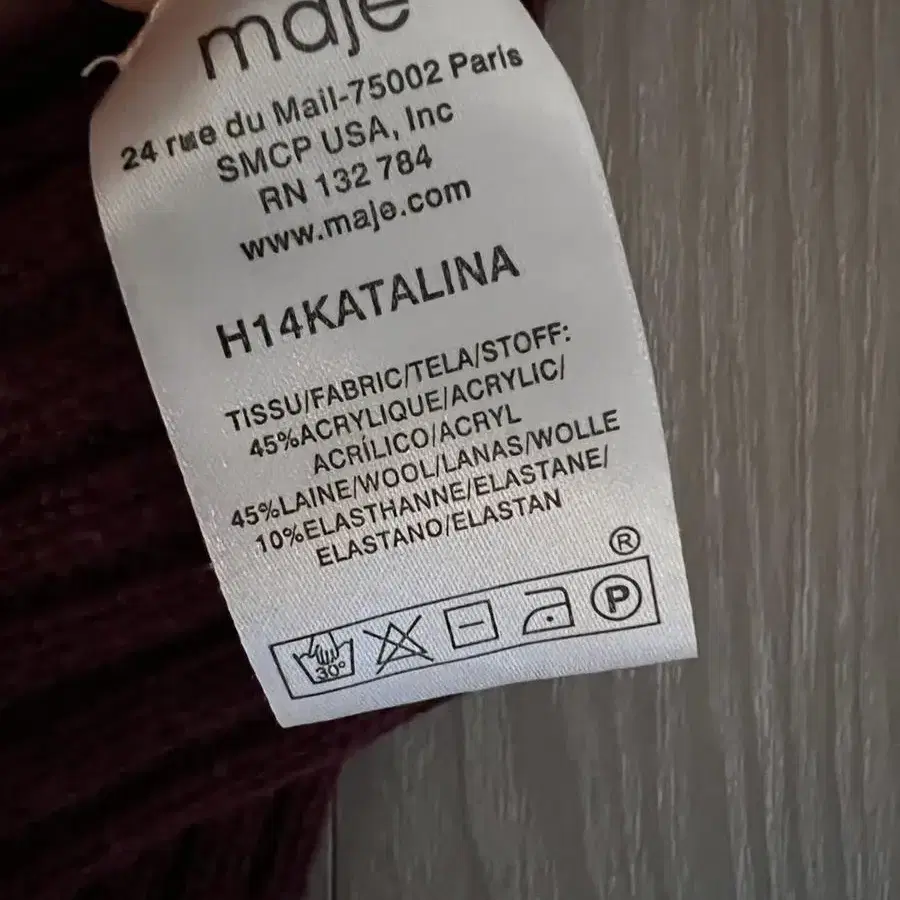 maje
24 rue du Mail-75002 Paris
SMCP USA, Inc
RN 132 784
www.maje.com
H14KATALINA
TISSU/FABRIC/TELA/STOFF:
45%ACRYLIQUE/ACRYLIC/
ACRÍLICO/ACRYL
45%LAINE/WOOL/LANAS/WOLLE
10%ELASTHANNE/ELASTANE/
ELASTANO/ELASTAN
®
30° P